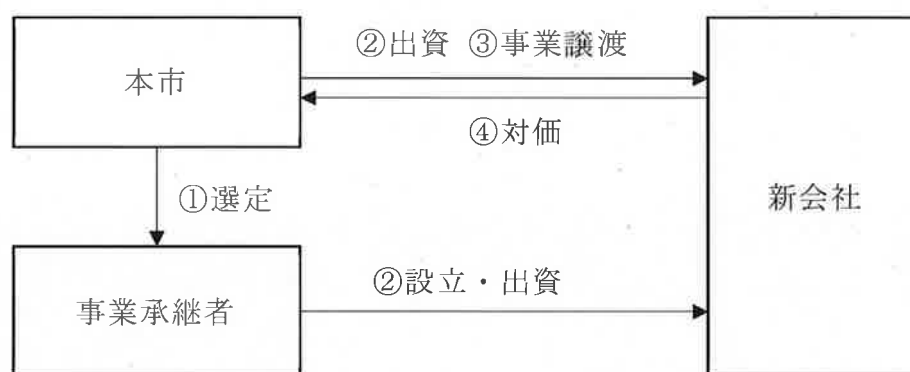 ②出資 ③事業譲渡
本市
④対価
①選定
新会社
②設立・出資
事業承継者